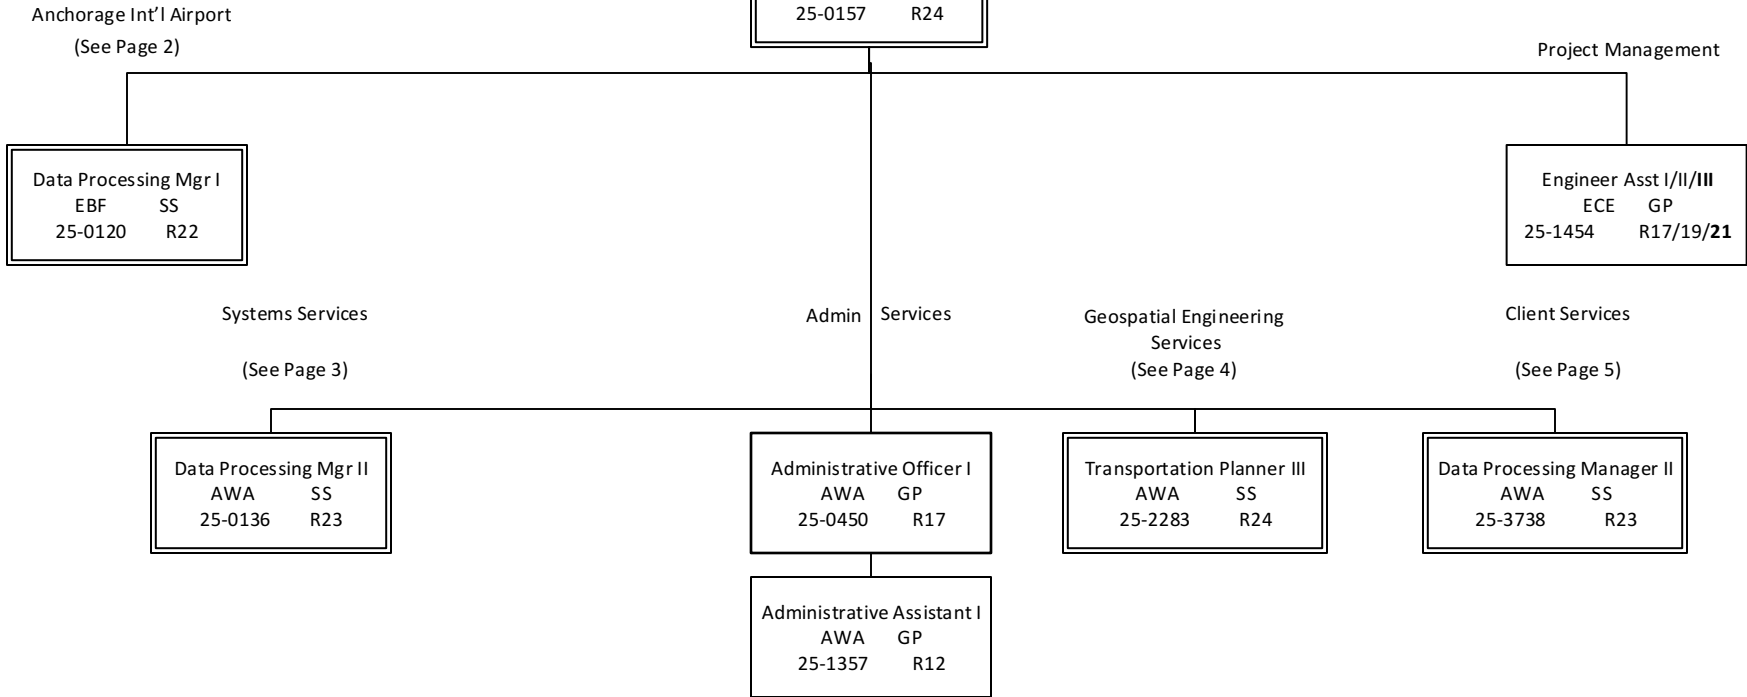 Anchorage Int'l Airport
(See Page 2)
25-0157 R24
Project Management
Data Processing Mgr I
EBF SS
25-0120 R22
Engineer Asst I/II/III
ECE GP
25-1454 R17/19/21
Systems Services
(See Page 3)
Admin Services
Geospatial Engineering
Services
(See Page 4)
Client Services
(See Page 5)
Data Processing Mgr II
AWA SS
25-0136 R23
Administrative Officer I
AWA GP
25-0450 R17
Transportation Planner III
AWA SS
25-2283 R24
Data Processing Manager II
AWA SS
25-3738 R23
Administrative Assistant I
AWA GP
25-1357 R12